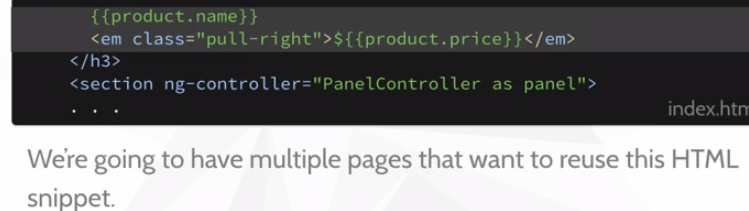 {{product.name}}
<em class="pull-right">${{product.price}}</em>
</h3>
<section ng-controller="PanelController as panel">
. . .
index.htm
We're going to have multiple pages that want to reuse this HTML
snippet.